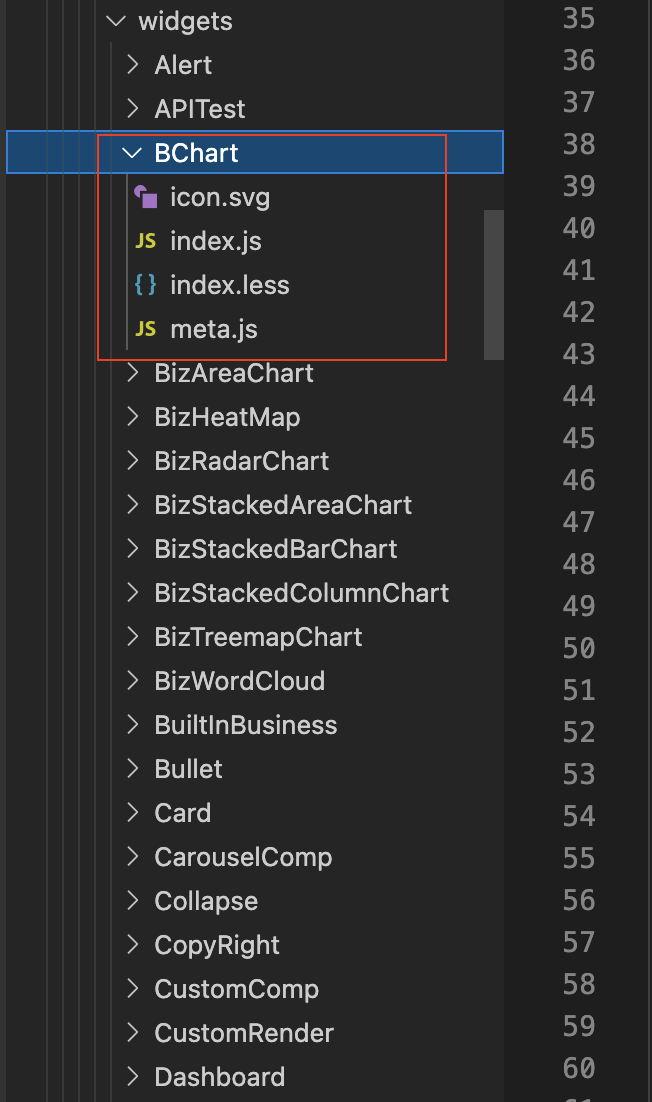 widgets
35
Alert
36
APITest
37
BChart
38
icon.svg
39
JS index.js
40
{ } index.less
41
JS meta.js
42
BizAreaChart
43
BizHeatMap
44
BizRadarChart
45
BizStackedAreaChart
46
BizStackedBarChart
47
BizStackedColumnChart
48
BizTreemapChart
49
BizWordCloud
50
BuiltInBusiness
51
Bullet
52
Card
53
CarouselComp
54
Collapse
55
CopyRight
56
CustomComp
57
CustomRender
58
Dashboard
59
60